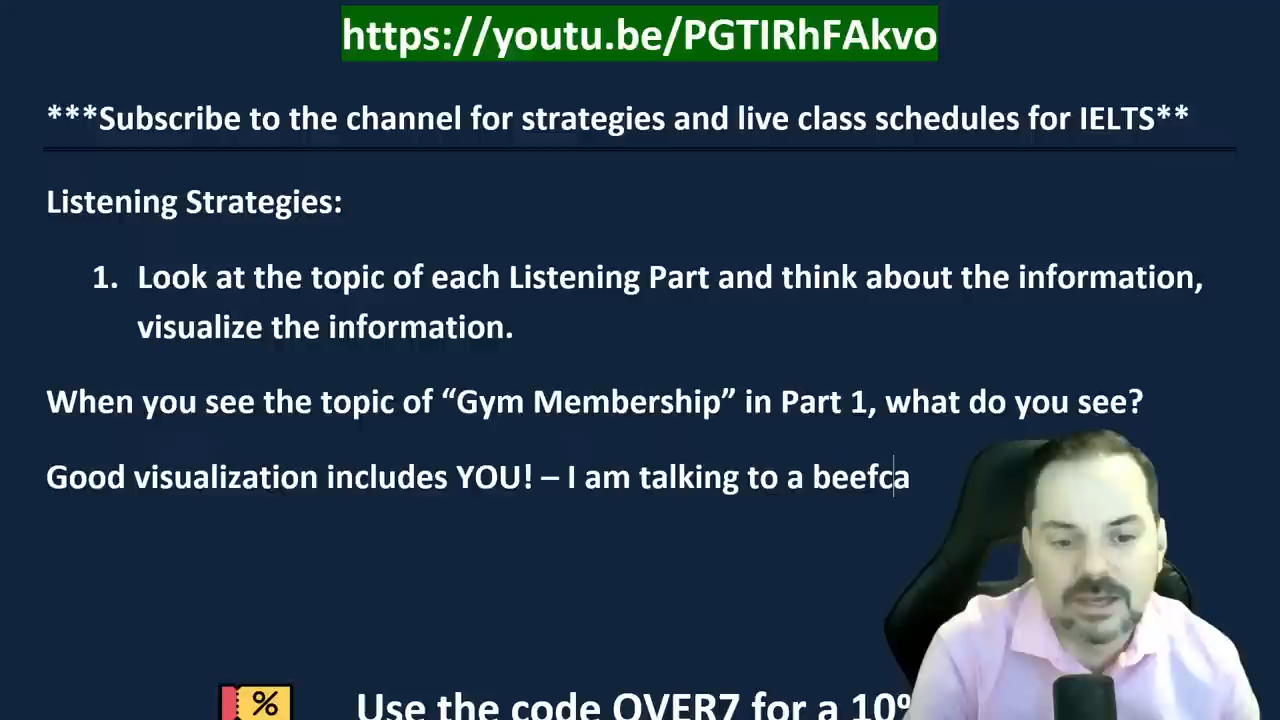 https://youtu.be/PGTIRhFAkvo
***Subscribe to the channel for strategies and live class schedules for IELTS**
Listening Strategies:
1. Look at the topic of each Listening Part and think about the information,
visualize the information.
When you see the topic of “Gym Membership” in Part 1, what do you see?
Good visualization includes YOU! – I am talking to a beefca
%
Use the code OVER7 for a 10%